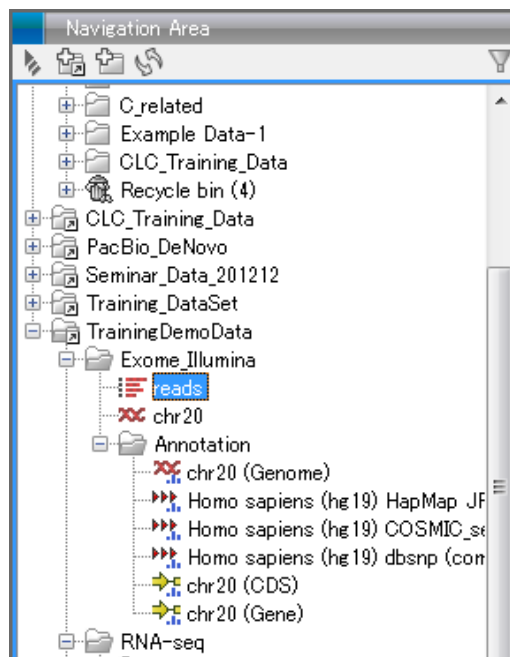 Navigation Area
C_related
Example Data-1
CLC_Training_Data
Recycle bin (4)
CLC_Training_Data
PacBio_DeNovo
Seminar_Data_201212
Training_DataSet
TrainingDemoData
Exome_Illumina
reads
chr20
Annotation
chr20 (Genome)
Homo sapiens (hg19) HapMap JF
Homo sapiens (hg19) COSMIC_se
Homo sapiens (hg19) dbsnp (com
chr20 (CDS)
chr20 (Gene)
RNA-seq